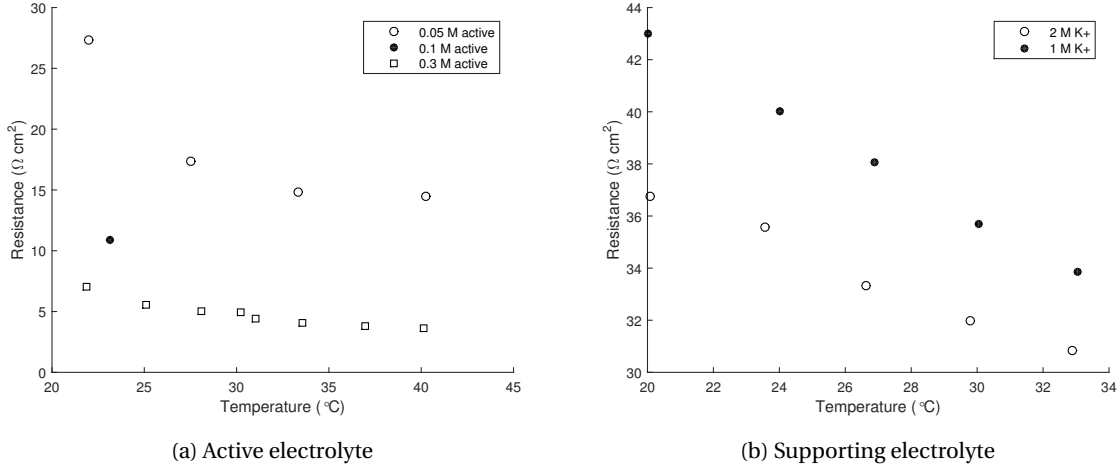 30
25
20
15
10
5
0
20
25
30
35
40
45
Resistance (Ω cm²)
Temperature (°C)
0.05 M active
0.1 M active
0.3 M active
(a) Active electrolyte
44
42
40
38
36
34
32
30
20
22
24
26
28
30
32
34
Resistance (Ω cm²)
Temperature (°C)
2 M K+
1 M K+
(b) Supporting electrolyte